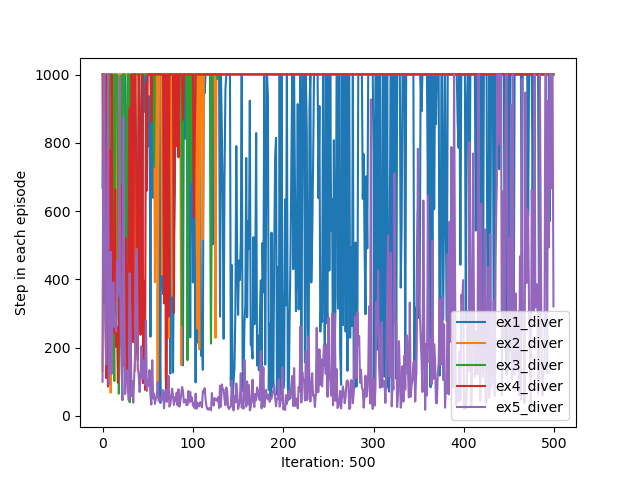 1000
800
600
400
200
0
Step in each episode
0 100 200 300 400 500
Iteration: 500
ex1_diver
ex2_diver
ex3_diver
ex4_diver
ex5_diver